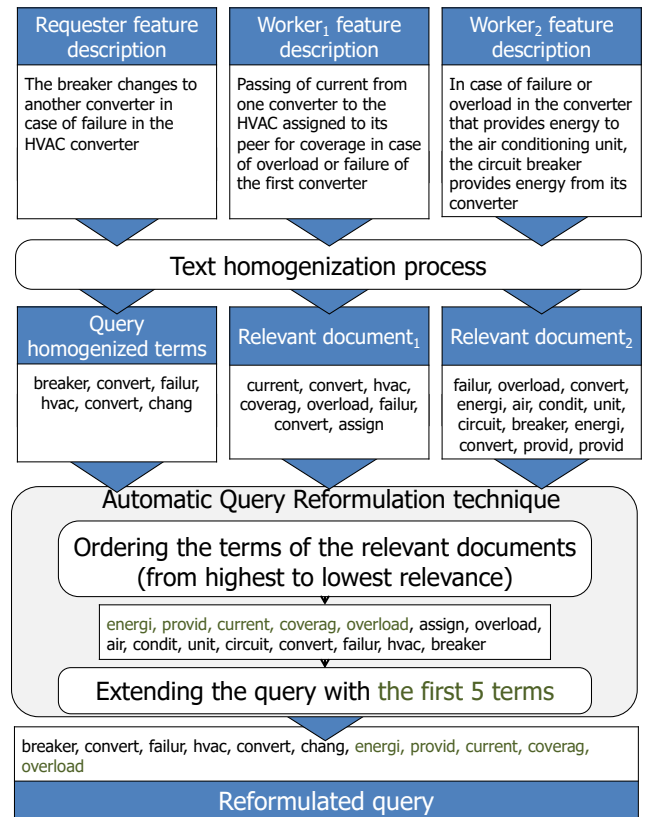 Requester feature
description
The breaker changes to
another converter in
case of failure in the
HVAC converter
Worker₁ feature
description
Passing of current from
one converter to the
HVAC assigned to its
peer for coverage in case
of overload or failure of
the first converter
Worker₂ feature
description
In case of failure or
overload in the converter
that provides energy to
the air conditioning unit,
the circuit breaker
provides energy from its
converter
Text homogenization process
Query
homogenized terms
breaker, convert, failur,
hvac, convert, chang
Relevant document₁
current, convert, hvac,
coverag, overload, failur,
convert, assign
Relevant document₂
failur, overload, convert,
energi, air, condit, unit,
circuit, breaker, energi,
convert, provid, provid
Automatic Query Reformulation technique
Ordering the terms of the relevant documents
(from highest to lowest relevance)
energi, provid, current, coverag, overload, assign, overload,
air, condit, unit, circuit, convert, failur, hvac, breaker
Extending the query with the first 5 terms
breaker, convert, failur, hvac, convert, chang, energi, provid, current, coverag,
overload
Reformulated query